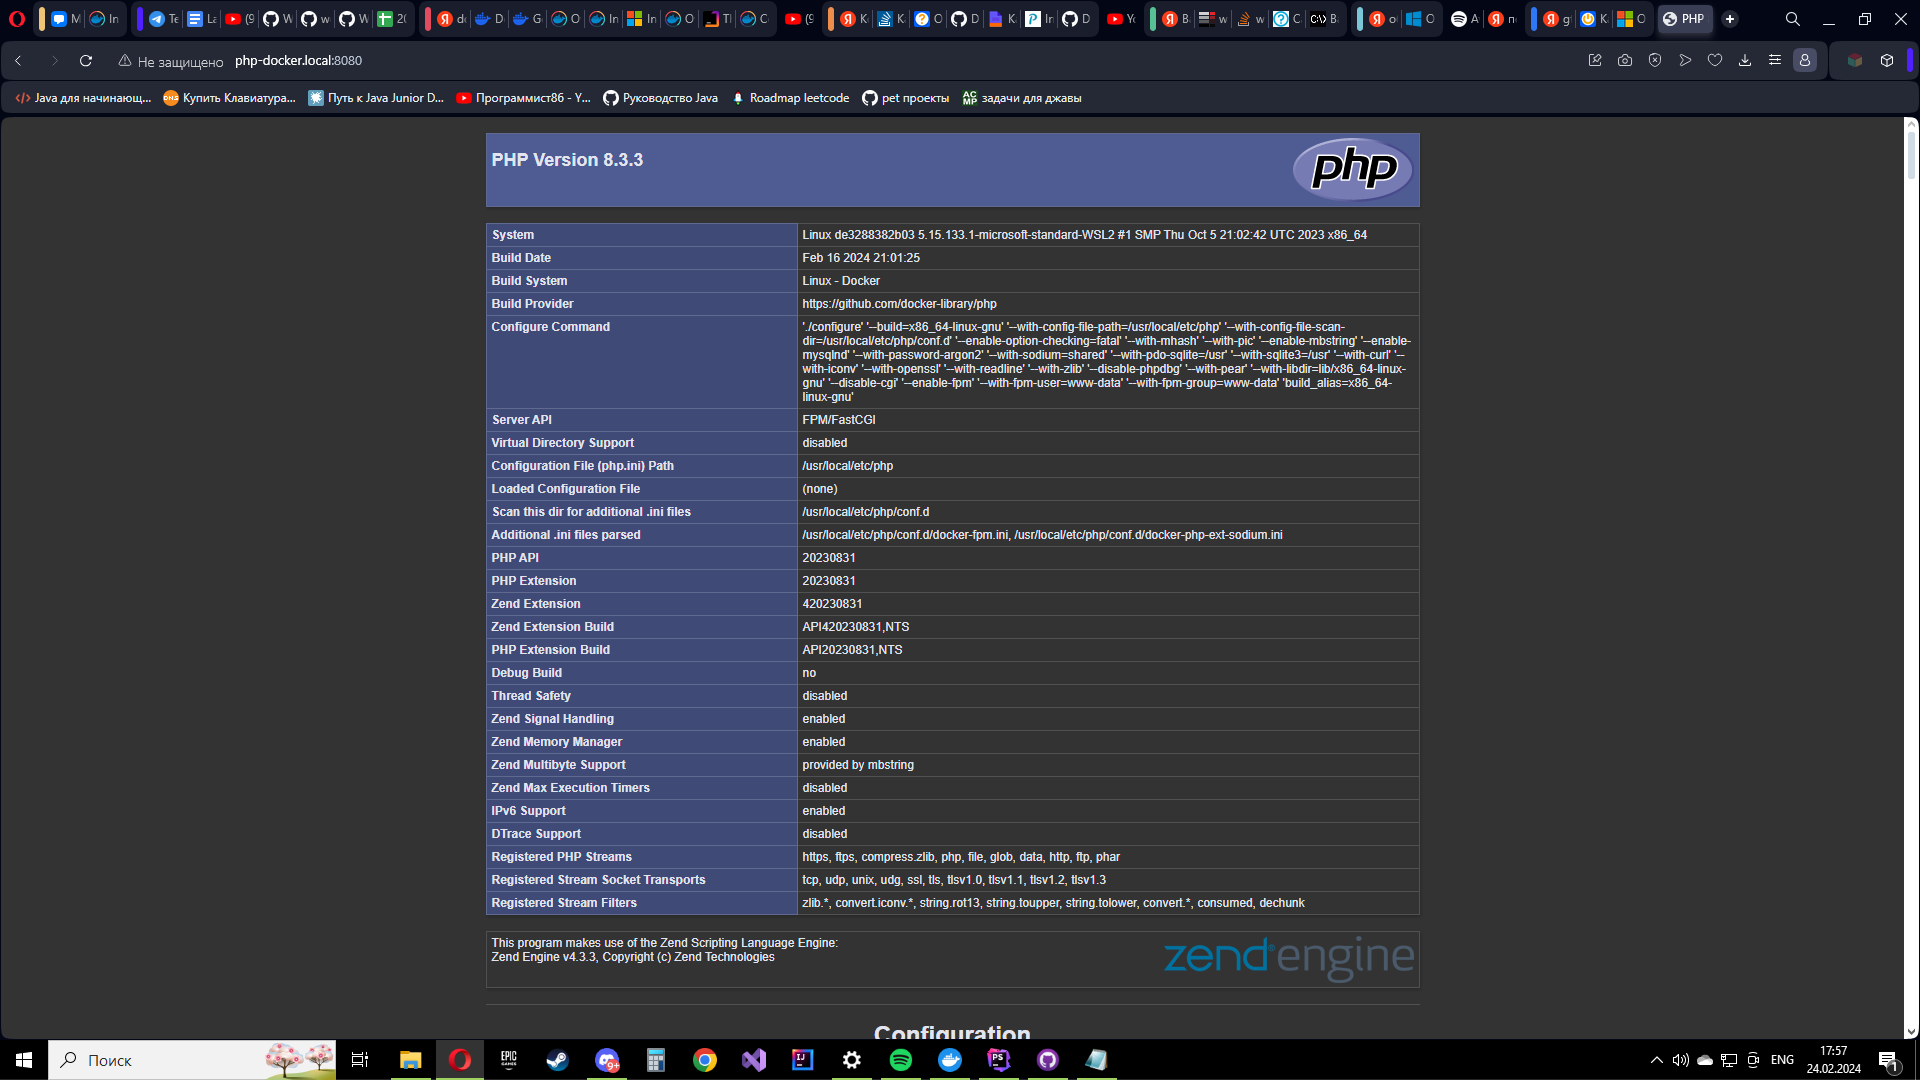 PHP
Не защищено php-docker.local:8080
Java для начинающ...
Купить Клавиатура...
Путь к Java Junior D...
Программист86 - Y...
Руководство Java
Roadmap leetcode
pet проекты
задачи для джавы
PHP Version 8.3.3
php
System Linux de3288382b03 5.15.133.1-microsoft-standard-WSL2 #1 SMP Thu Oct 5 21:02:42 UTC 2023 x86_64
Build Date Feb 16 2024 21:01:25
Build System Linux - Docker
Build Provider https://github.com/docker-library/php
Configure Command './configure' '--build=x86_64-linux-gnu' '--with-config-file-path=/usr/local/etc/php' '--with-config-file-scan-
dir=/usr/local/etc/php/conf.d' '--enable-option-checking=fatal' '--with-mhash' '--with-pic' '--enable-mbstring' '--enable-
mysqlnd' '--with-password-argon2' '--with-sodium=shared' '--with-pdo-sqlite=/usr' '--with-sqlite3=/usr' '--with-curl' '--
with-iconv' '--with-openssl' '--with-readline' '--with-zlib' '--disable-phpdbg' '--with-pear' '--with-libdir=lib/x86_64-linux-
gnu' '--disable-cgi' '--enable-fpm' '--with-fpm-user=www-data' '--with-fpm-group=www-data' 'build_alias=x86_64-
linux-gnu'
Server API FPM/FastCGI
Virtual Directory Support disabled
Configuration File (php.ini) Path /usr/local/etc/php
Loaded Configuration File (none)
Scan this dir for additional .ini files /usr/local/etc/php/conf.d
Additional .ini files parsed /usr/local/etc/php/conf.d/docker-fpm.ini, /usr/local/etc/php/conf.d/docker-php-ext-sodium.ini
PHP API 20230831
PHP Extension 20230831
Zend Extension 420230831
Zend Extension Build API420230831,NTS
PHP Extension Build API20230831,NTS
Debug Build no
Thread Safety disabled
Zend Signal Handling enabled
Zend Memory Manager enabled
Zend Multibyte Support provided by mbstring
Zend Max Execution Timers disabled
IPv6 Support enabled
DTrace Support disabled
Registered PHP Streams https, ftps, compress.zlib, php, file, glob, data, http, ftp, phar
Registered Stream Socket Transports tcp, udp, unix, udg, ssl, tls, tlsv1.0, tlsv1.1, tlsv1.2, tlsv1.3
Registered Stream Filters zlib.*, convert.iconv.*, string.rot13, string.toupper, string.tolower, convert.*, consumed, dechunk
This program makes use of the Zend Scripting Language Engine:
Zend Engine v4.3.3, Copyright (c) Zend Technologies
zend engine
Configuration
Поиск
ENG
17:57
24.02.2024